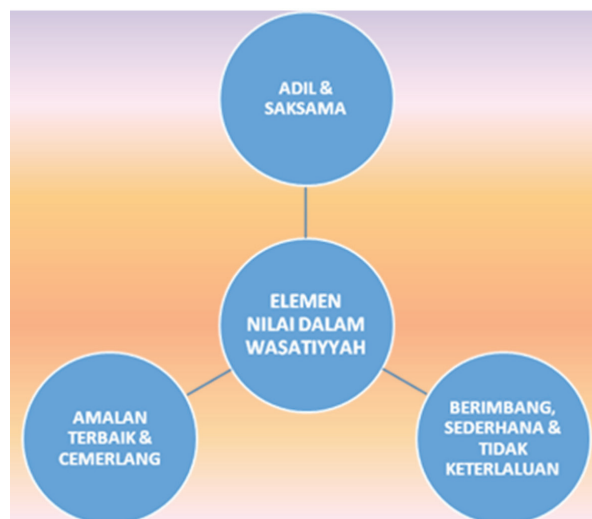 ADIL &
SAKSAMA
ELEMEN
NILAI DALAM
WASATIYYAH
AMALAN
TERBAIK &
CEMERLANG
BERIMBANG,
SEDERHANA &
TIDAK
KETERLALUAN